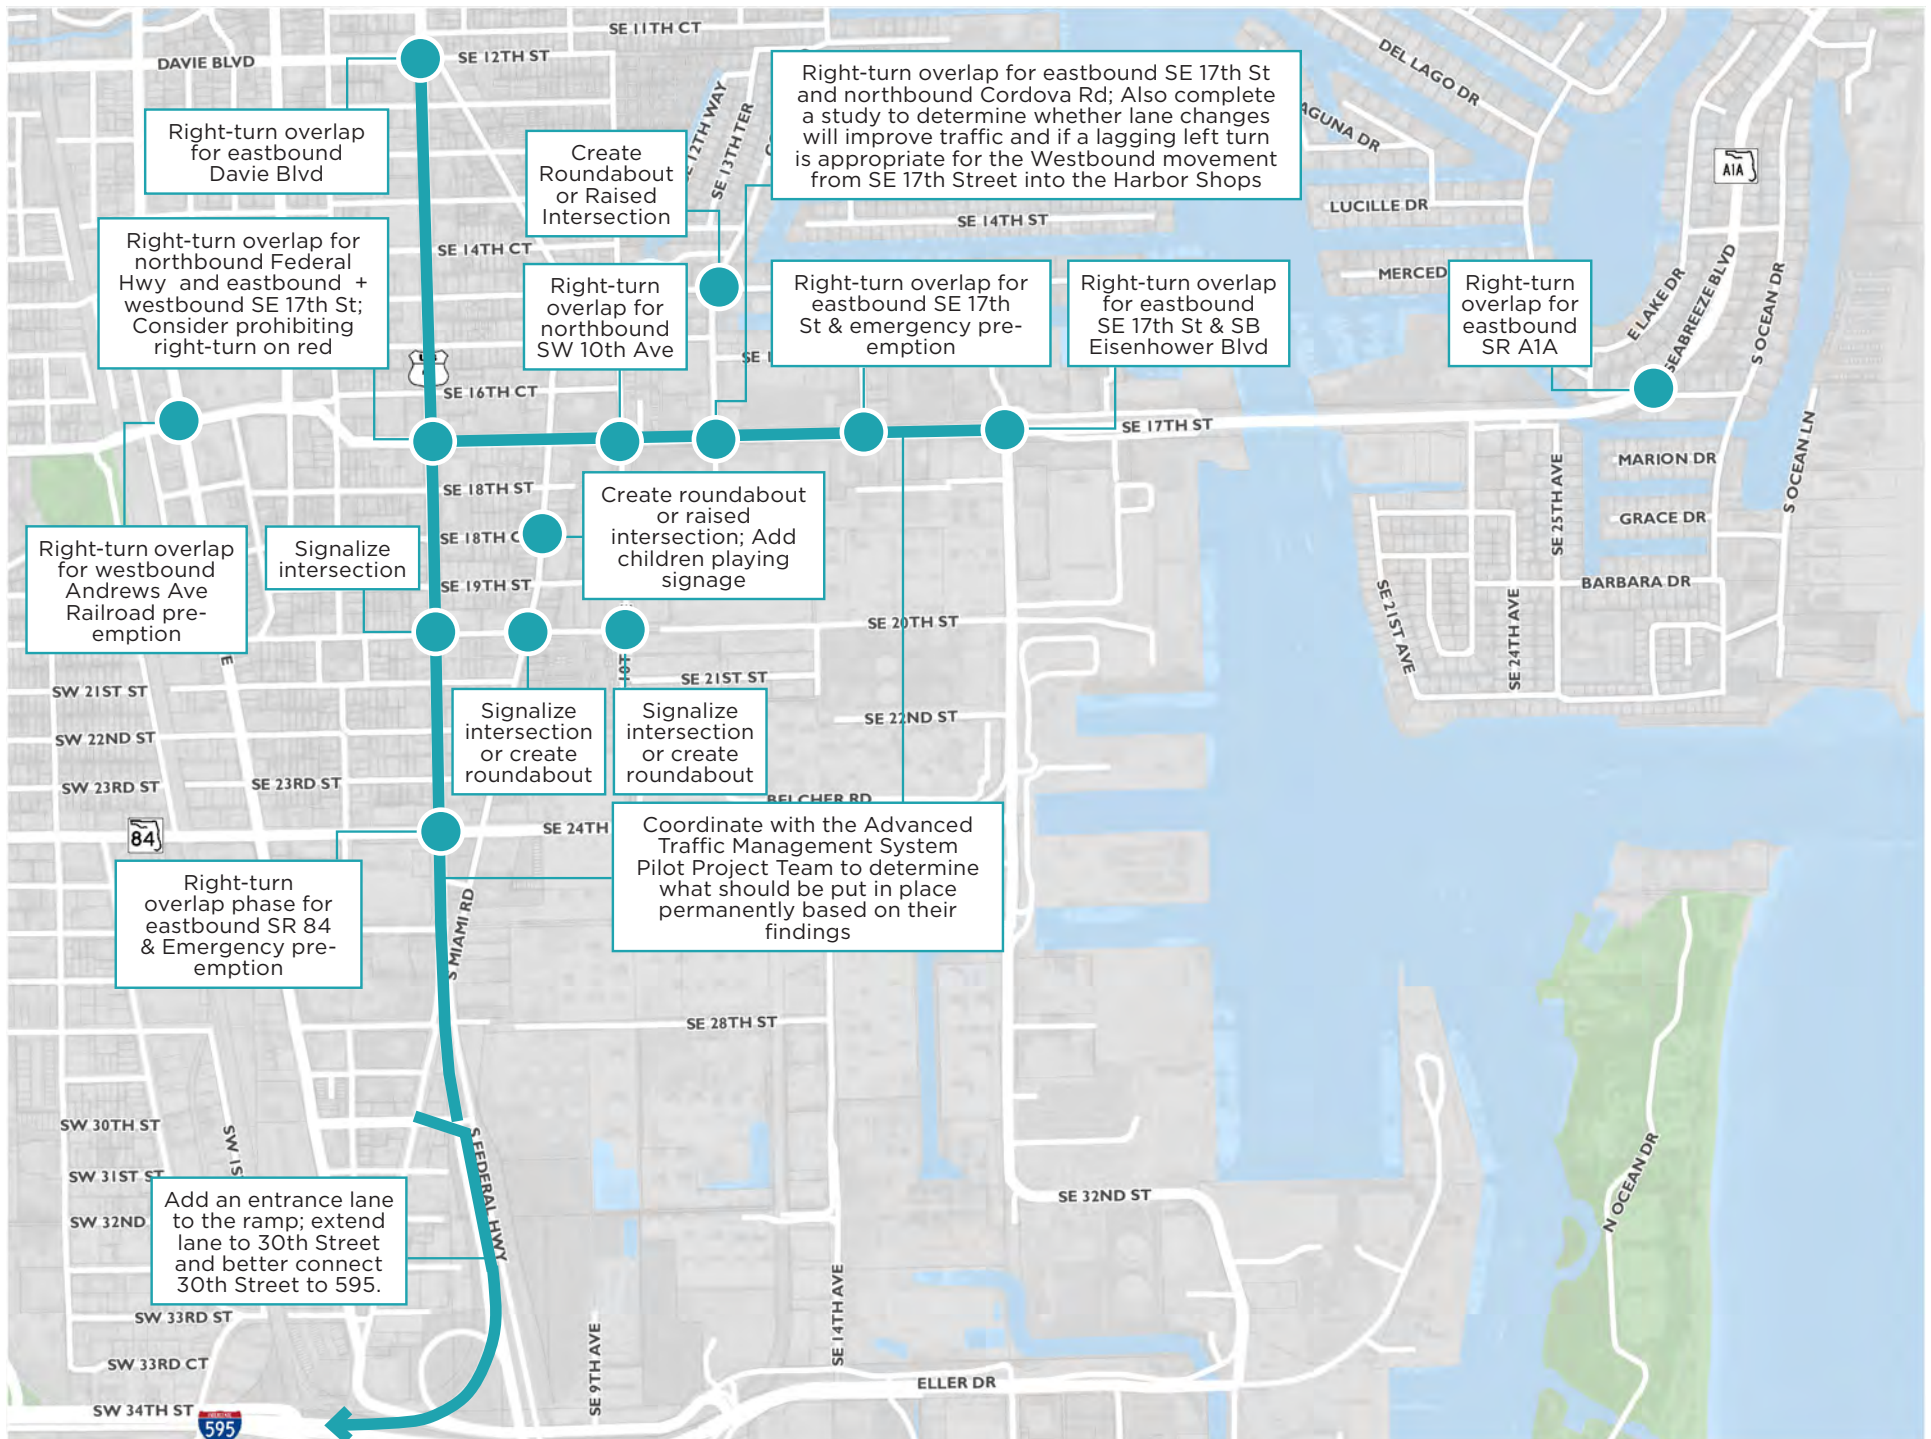 SE 11TH CT
DAVIE BLVD
SE 12TH ST
DEL LAGO DR
Right-turn overlap for eastbound SE 17th St
and northbound Cordova Rd; Also complete
a study to determine whether lane changes
will improve traffic and if a lagging left turn
is appropriate for the Westbound movement
from SE 17th Street into the Harbor Shops
Right-turn overlap
for eastbound
Davie Blvd
Create
Roundabout
or Raised
Intersection
12TH WAY
SE 13TH TER
A1A
LUCILLE DR
SE 14TH ST
SE 14TH CT
Right-turn overlap for
northbound Federal
Hwy and eastbound +
westbound SE 17th St;
Consider prohibiting
right-turn on red
Right-turn
overlap for
northbound
SW 10th Ave
Right-turn overlap for
eastbound SE 17th
St & emergency pre-
emption
Right-turn overlap
for eastbound
SE 17th St & SB
Eisenhower Blvd
MERCED
Right-turn
overlap for
eastbound
SR A1A
E LAKE DR
SEABREEZE BLVD
S OCEAN DR
SE 16TH CT
SE 17TH ST
S OCEAN LN
MARION DR
SE 18TH ST
Create roundabout
or raised
intersection; Add
children playing
signage
SE 25TH AVE
GRACE DR
SE 18TH C
Right-turn overlap
for westbound
Andrews Ave
Railroad pre-
emption
Signalize
intersection
SE 19TH ST
BARBARA DR
SE 21ST AVE
SE 24TH AVE
SE 20TH ST
SW 21ST ST
SE 21ST ST
Signalize
intersection
or create
roundabout
Signalize
intersection
or create
roundabout
SE 22ND ST
SW 22ND ST
SW 23RD ST
SE 23RD ST
BELCHER RD
84
SE 24TH
Coordinate with the Advanced
Traffic Management System
Pilot Project Team to determine
what should be put in place
permanently based on their
findings
Right-turn
overlap phase for
eastbound SR 84
& Emergency pre-
emption
S MIAMI RD
SE 28TH ST
SW 30TH ST
SW 1S
S FEDERAL HWY
N OCEAN DR
SW 31ST ST
SE 32ND ST
SW 32ND
Add an entrance lane
to the ramp; extend
lane to 30th Street
and better connect
30th Street to 595.
SW 33RD ST
SE 14TH AVE
SE 9TH AVE
SW 33RD CT
ELLER DR
SW 34TH ST
595